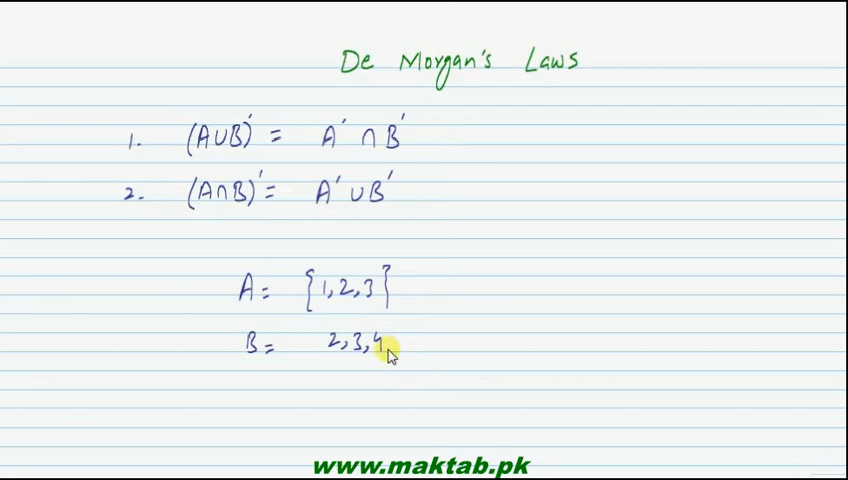 De Morgan's Laws
1. (A∪B)' = A' ∩ B'
2. (A∩B)' = A' ∪ B'
A = {1,2,3}
B = 2,3,4
www.maktab.pk